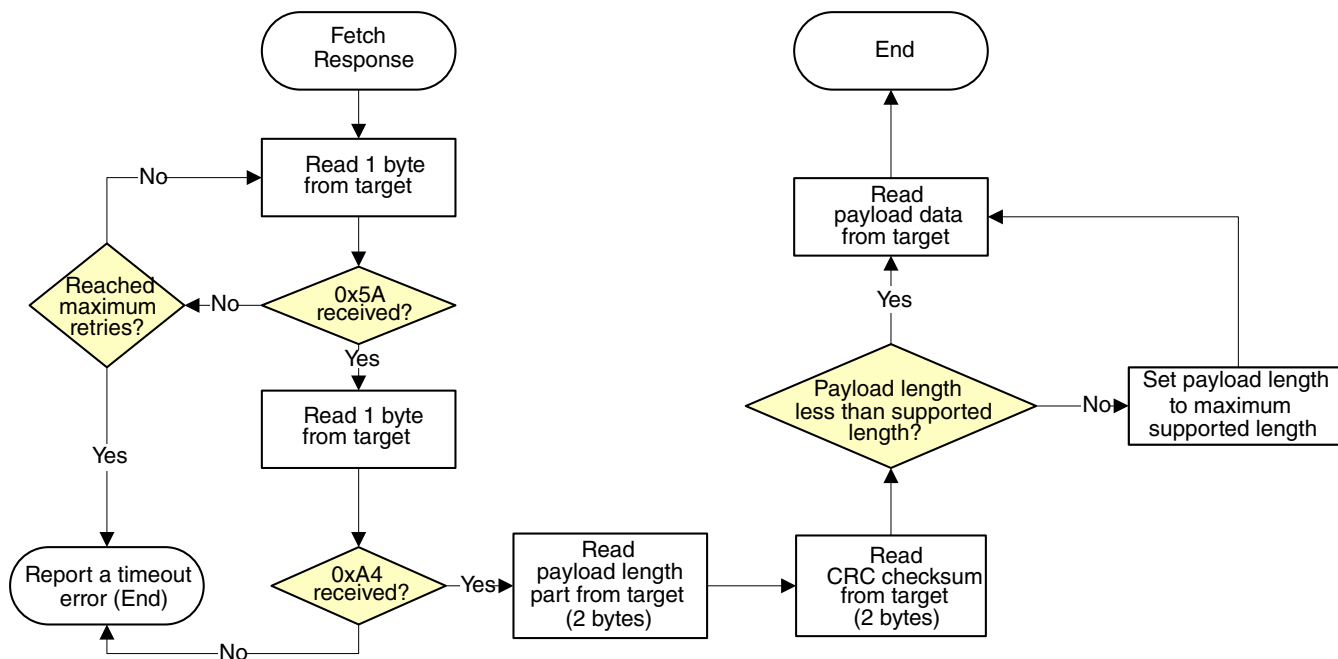 Fetch
Response
Read 1 byte
from target
No
Reached
maximum
retries?
No
0x5A
received?
Yes
Read 1 byte
from target
Yes
Report a timeout
error (End)
0xA4
received?
No
Yes
Read
payload length
part from target
(2 bytes)
Read
CRC checksum
from target
(2 bytes)
Payload length
less than supported
length?
No
Set payload length
to maximum
supported length
Yes
Read
payload data
from target
End